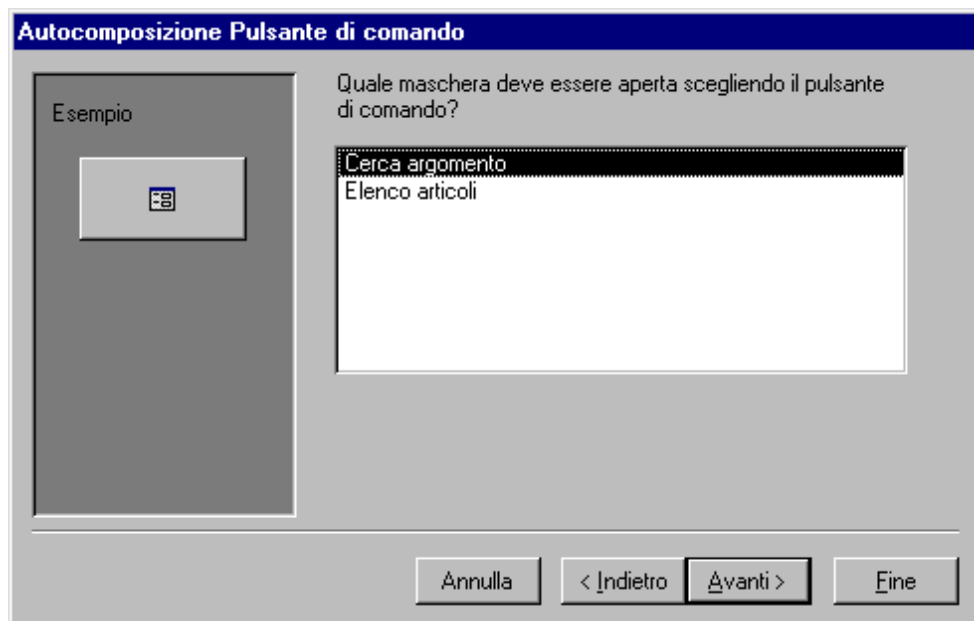 Autocomposizione Pulsante di comando
Esempio
Quale maschera deve essere aperta scegliendo il pulsante
di comando?
Cerca argomento
Elenco articoli
Annulla
< Indietro
Avanti >
Fine